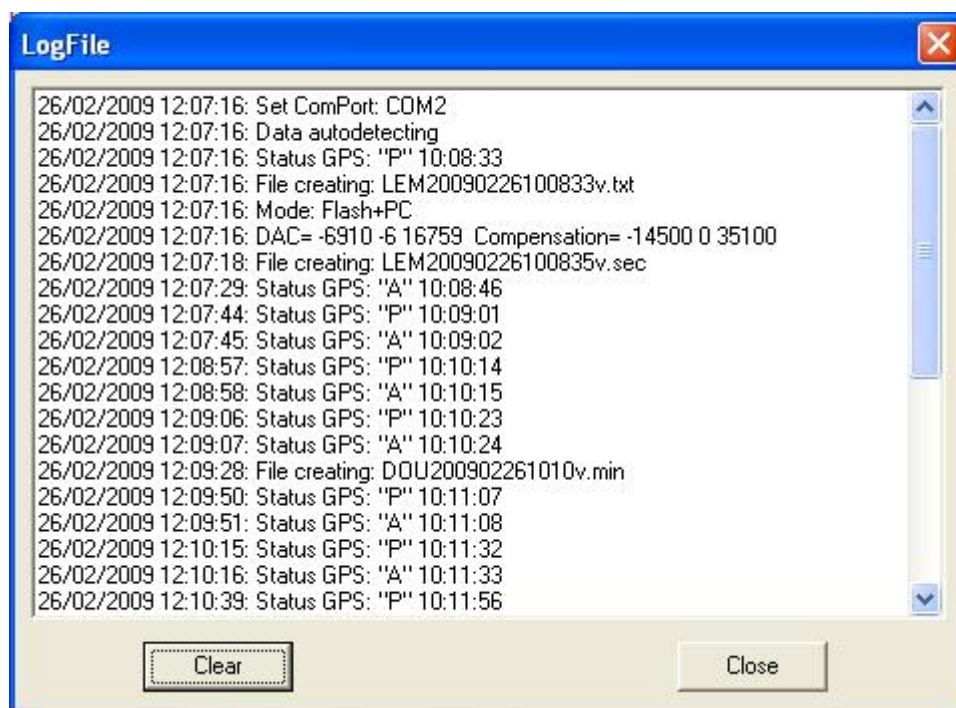 LogFile
26/02/2009 12:07:16: Set ComPort: COM2
26/02/2009 12:07:16: Data autodetecting
26/02/2009 12:07:16: Status GPS: "P" 10:08:33
26/02/2009 12:07:16: File creating: LEM20090226100833v.txt
26/02/2009 12:07:16: Mode: Flash+PC
26/02/2009 12:07:16: DAC= -6910 -6 16759  Compensation= -14500 0 35100
26/02/2009 12:07:18: File creating: LEM20090226100835v.sec
26/02/2009 12:07:29: Status GPS: "A" 10:08:46
26/02/2009 12:07:44: Status GPS: "P" 10:09:01
26/02/2009 12:07:45: Status GPS: "A" 10:09:02
26/02/2009 12:08:57: Status GPS: "P" 10:10:14
26/02/2009 12:08:58: Status GPS: "A" 10:10:15
26/02/2009 12:09:06: Status GPS: "P" 10:10:23
26/02/2009 12:09:07: Status GPS: "A" 10:10:24
26/02/2009 12:09:28: File creating: DOU200902261010v.min
26/02/2009 12:09:50: Status GPS: "P" 10:11:07
26/02/2009 12:09:51: Status GPS: "A" 10:11:08
26/02/2009 12:10:15: Status GPS: "P" 10:11:32
26/02/2009 12:10:16: Status GPS: "A" 10:11:33
26/02/2009 12:10:39: Status GPS: "P" 10:11:56
Clear
Close